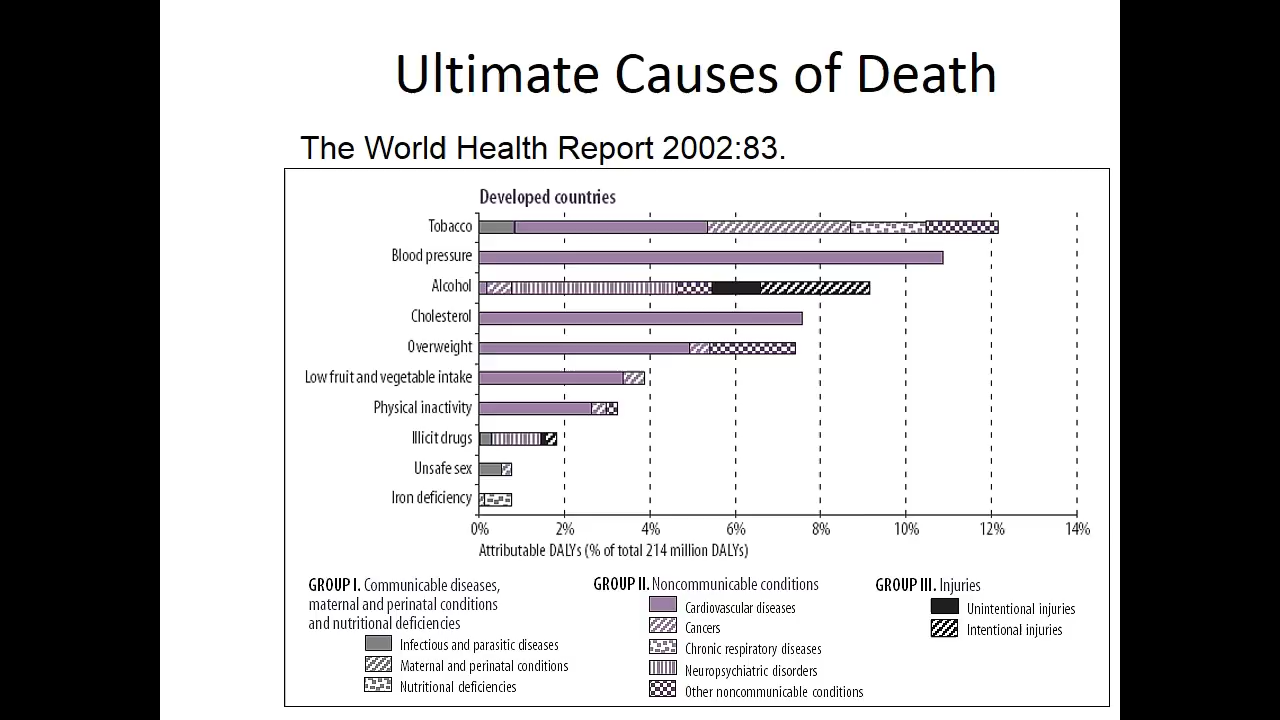 Ultimate Causes of Death
The World Health Report 2002:83.
Developed countries
Tobacco
Blood pressure
Alcohol
Cholesterol
Overweight
Low fruit and vegetable intake
Physical inactivity
Illicit drugs
Unsafe sex
Iron deficiency
0% 2% 4% 6% 8% 10% 12% 14%
Attributable DALYs (% of total 214 million DALYs)
GROUP I. Communicable diseases,
maternal and perinatal conditions
and nutritional deficiencies
Infectious and parasitic diseases
Maternal and perinatal conditions
Nutritional deficiencies
GROUP II. Noncommunicable conditions
Cardiovascular diseases
Cancers
Chronic respiratory diseases
Neuropsychiatric disorders
Other noncommunicable conditions
GROUP III. Injuries
Unintentional injuries
Intentional injuries